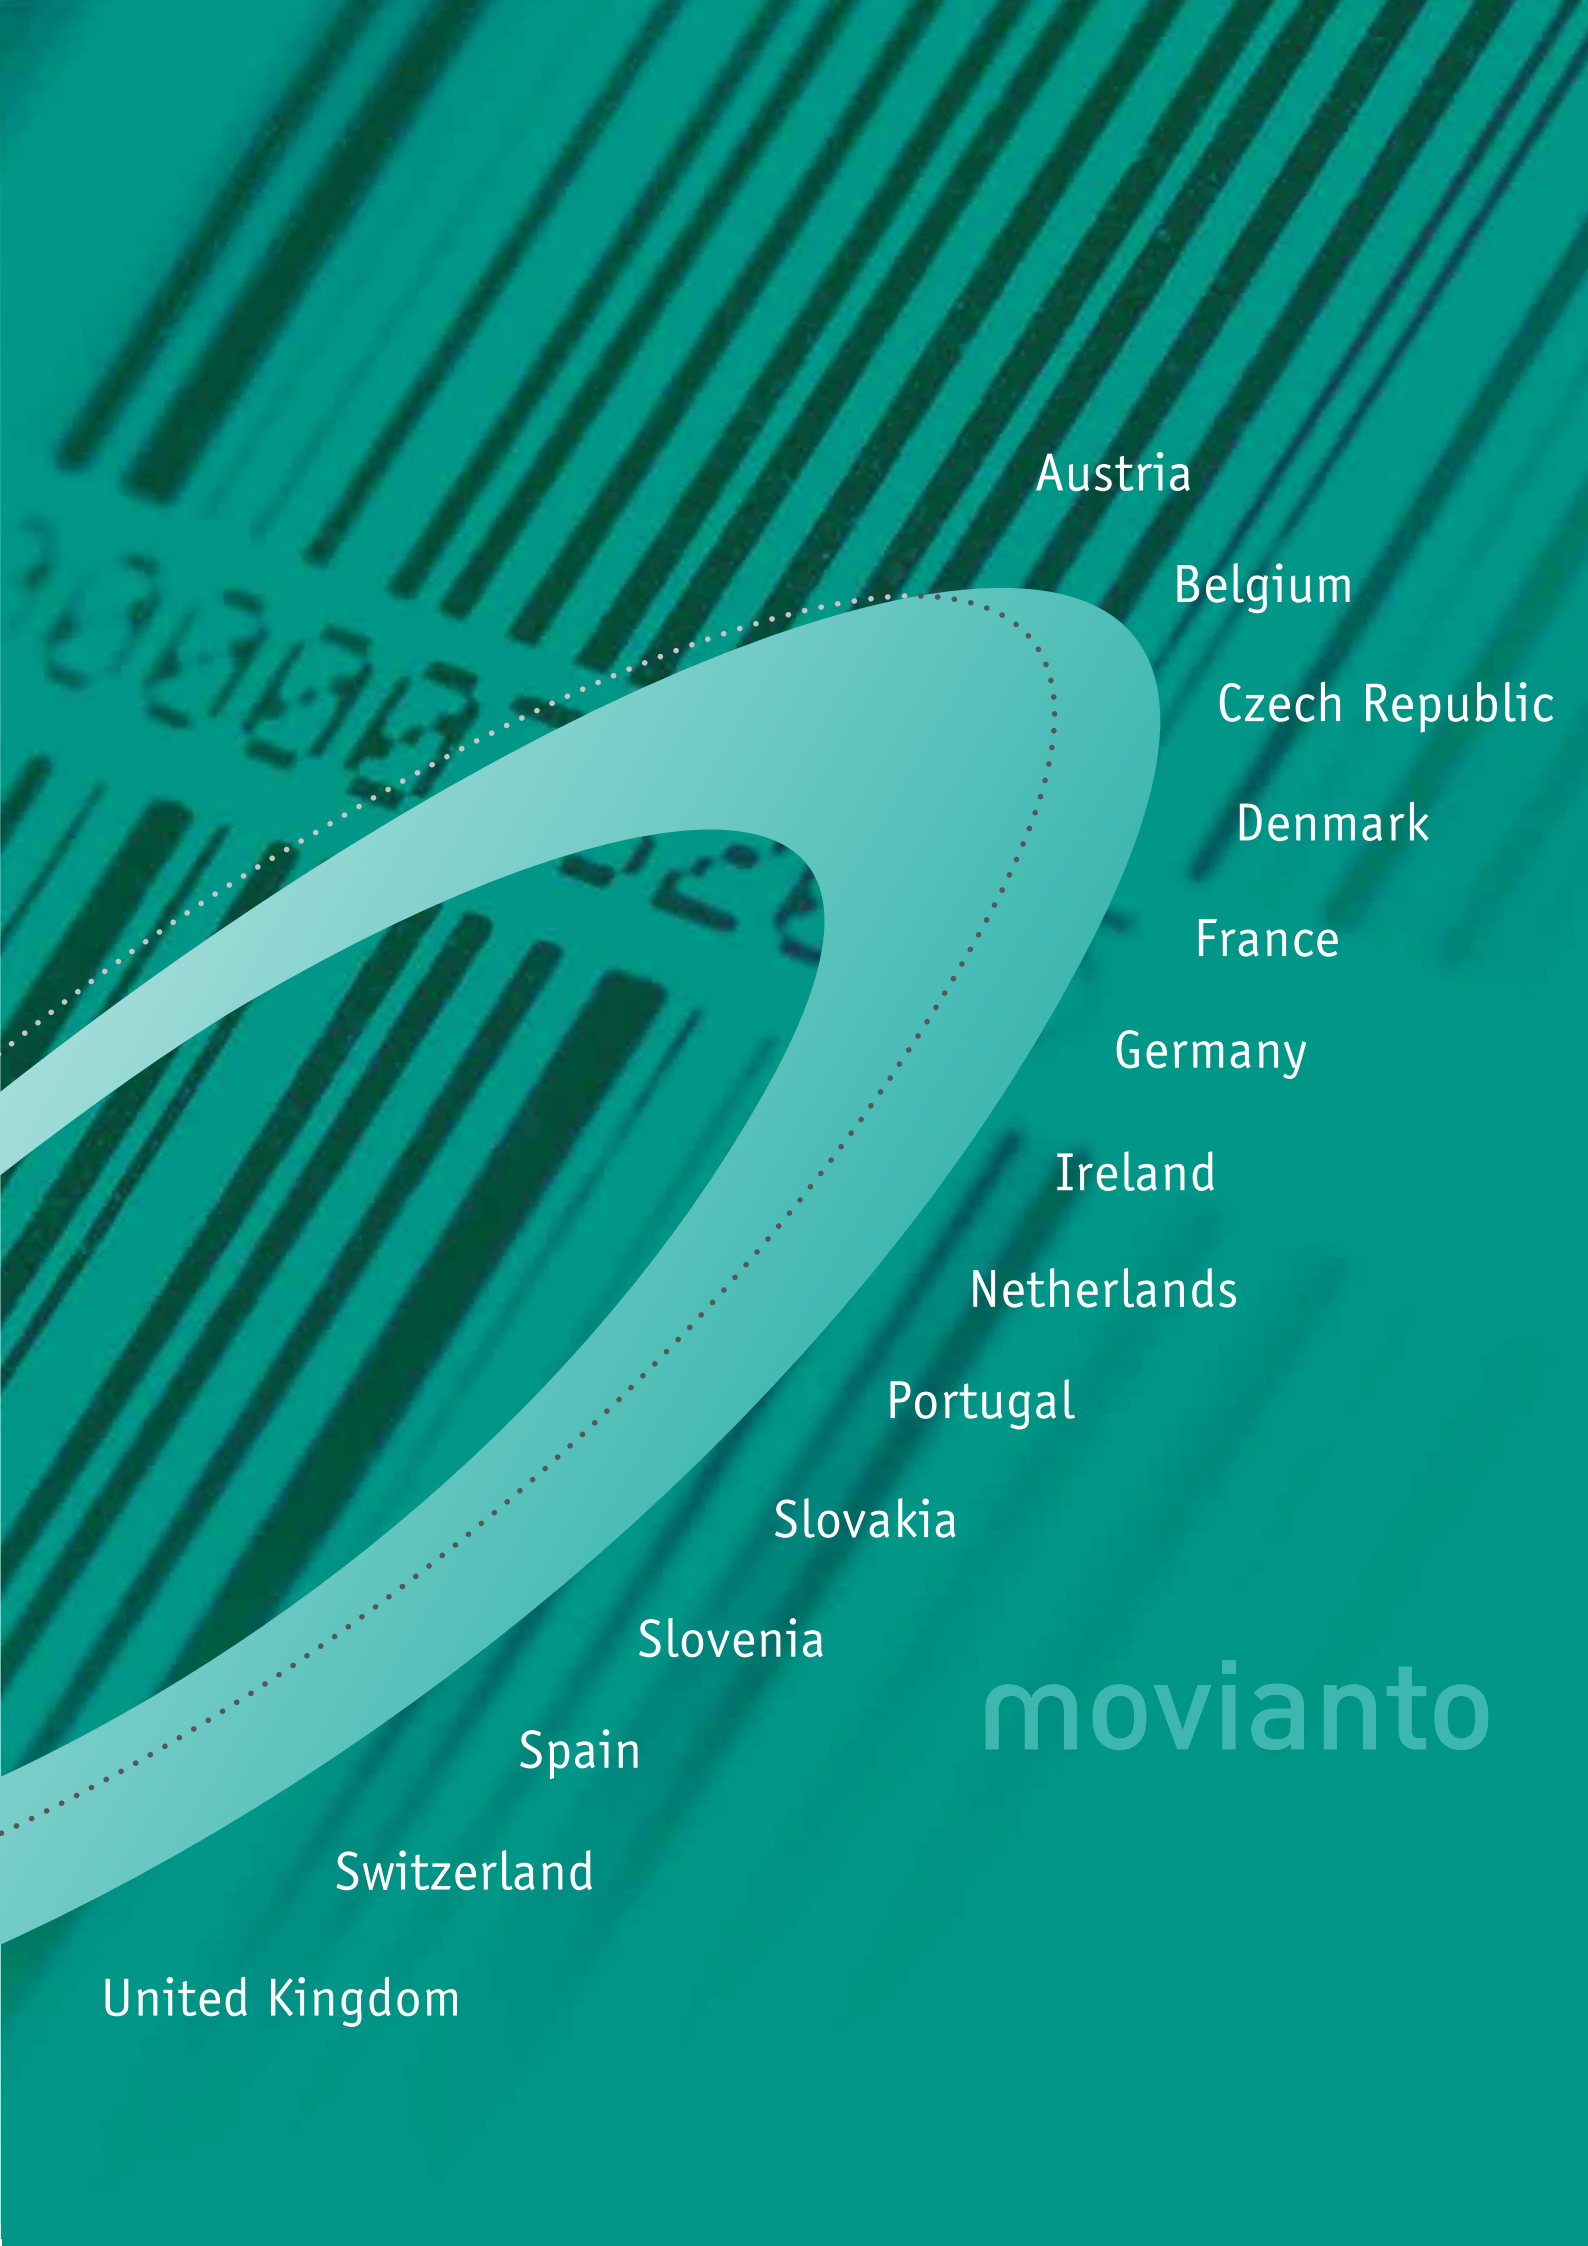 Austria
Belgium
Czech Republic
Denmark
France
Germany
Ireland
Netherlands
Portugal
Slovakia
Slovenia
movianto
Spain
Switzerland
United Kingdom